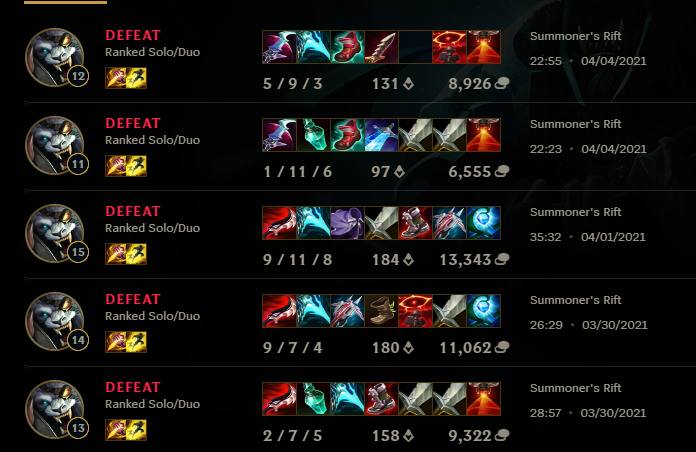 DEFEAT
Ranked Solo/Duo
12
5 / 9 / 3 131 8,926
Summoner's Rift
22:55 • 04/04/2021
DEFEAT
Ranked Solo/Duo
11
1 / 11 / 6 97 6,555
Summoner's Rift
22:23 • 04/04/2021
DEFEAT
Ranked Solo/Duo
15
9 / 11 / 8 184 13,343
Summoner's Rift
35:32 • 04/01/2021
DEFEAT
Ranked Solo/Duo
14
9 / 7 / 4 180 11,062
Summoner's Rift
26:29 • 03/30/2021
DEFEAT
Ranked Solo/Duo
13
2 / 7 / 5 158 9,322
Summoner's Rift
28:57 • 03/30/2021